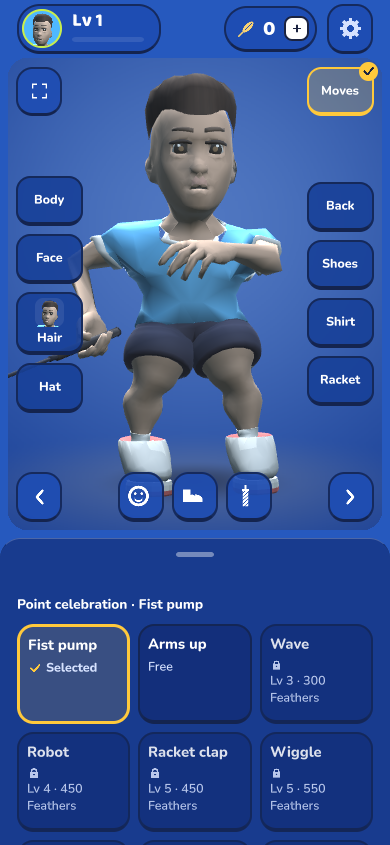 Lv 1
0
+
Moves
Body
Back
Face
Shoes
Hair
Shirt
Hat
Racket
Point celebration · Fist pump
Fist pump
Selected
Arms up
Free
Wave
Lv 3 · 300
Feathers
Robot
Lv 4 · 450
Feathers
Racket clap
Lv 5 · 450
Feathers
Wiggle
Lv 5 · 550
Feathers